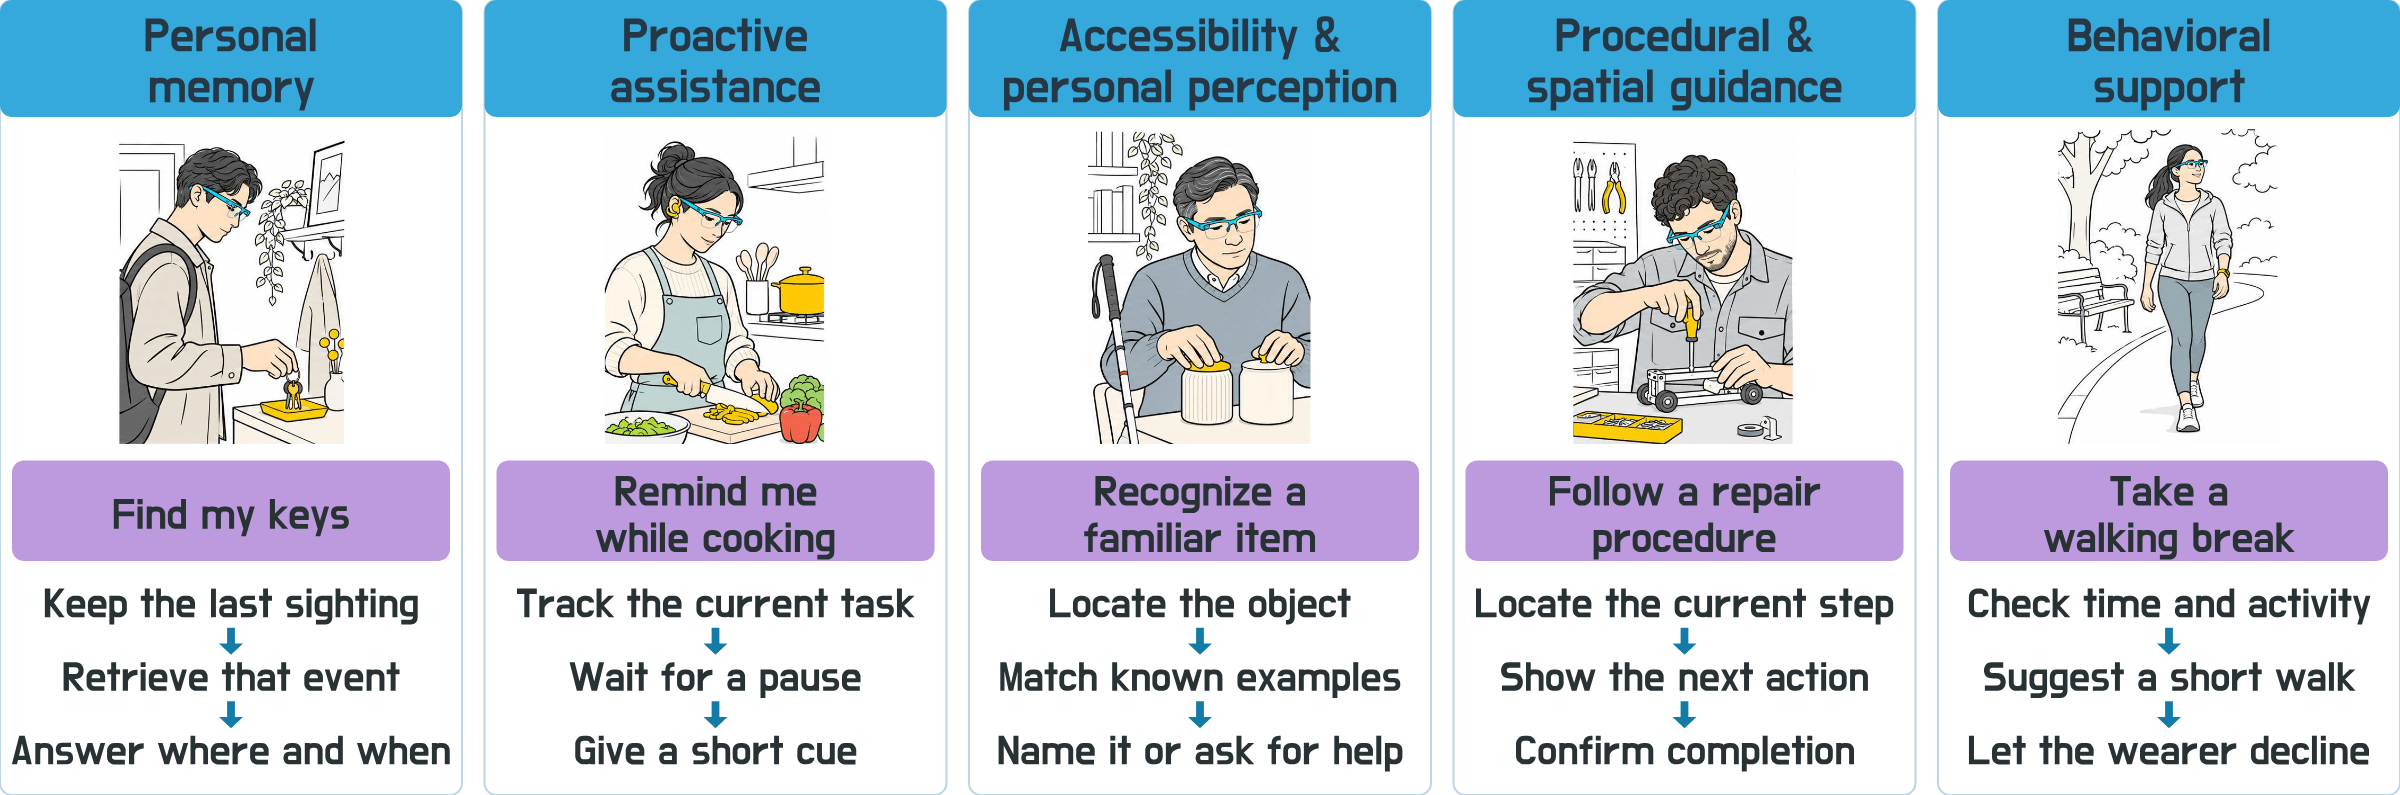 Personal
memory
Find my keys
Keep the last sighting
Retrieve that event
Answer where and when
Proactive
assistance
Remind me
while cooking
Track the current task
Wait for a pause
Give a short cue
Accessibility &
personal perception
Recognize a
familiar item
Locate the object
Match known examples
Name it or ask for help
Procedural &
spatial guidance
Follow a repair
procedure
Locate the current step
Show the next action
Confirm completion
Behavioral
support
Take a
walking break
Check time and activity
Suggest a short walk
Let the wearer decline